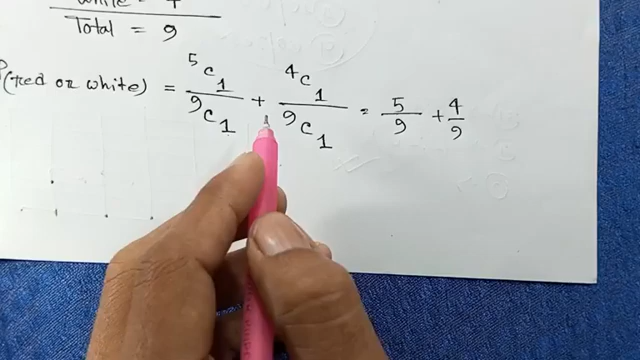 white = 4
Total = 9
P(red or white) = ⁵C₁/⁹C₁ + ⁴C₁/⁹C₁ = 5/9 + 4/9